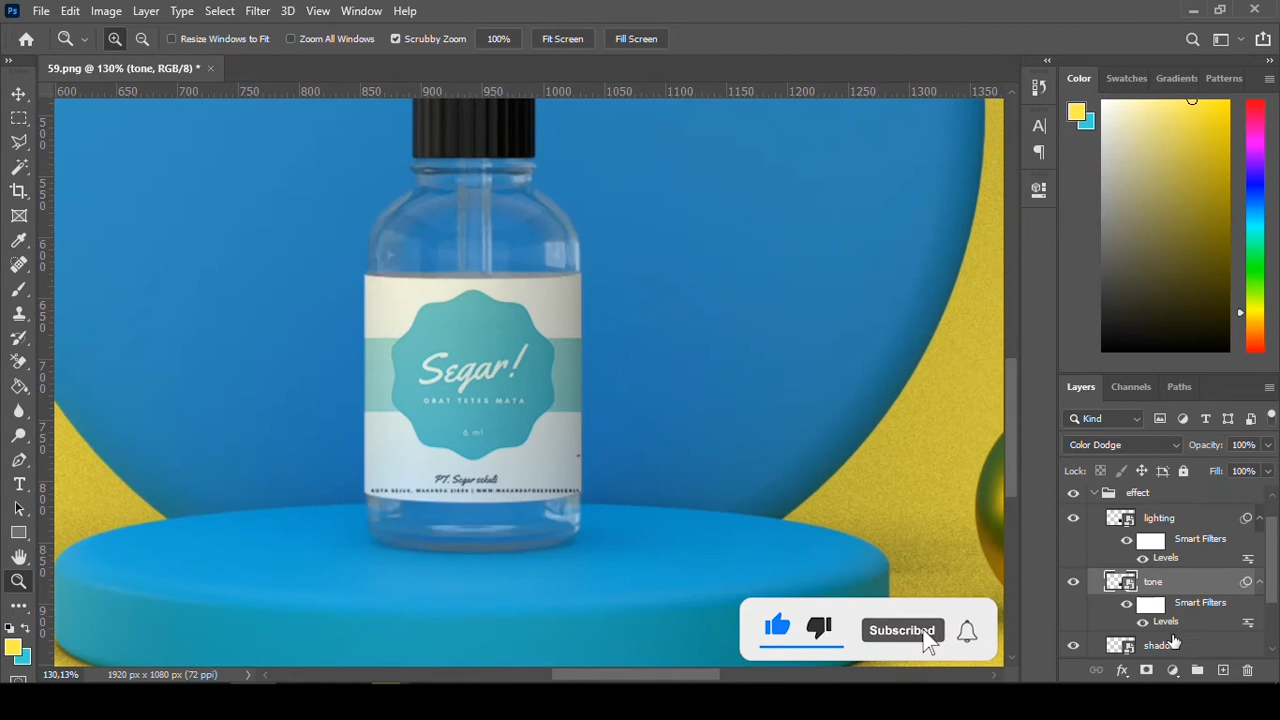 File Edit Image Layer Type Select Filter 3D View Window Help
Resize Windows to Fit Zoom All Windows Scrubby Zoom 100% Fit Screen Fill Screen
59.png @ 130% (tone, RGB/8) *
600 650 700 750 800 850 900 950 1000 1050 1100 1150 1200 1250 1300 1350
Color Swatches Gradients Patterns
Segar!
OBAT TETES MATA
6 ml
PT. Segar sekali
Layers Channels Paths
Kind
Color Dodge Opacity: 100%
Lock: Fill: 100%
effect
lighting
Smart Filters
Levels
tone
Smart Filters
Levels
Subscribed
130,13% 1920 px x 1080 px (72 ppi)